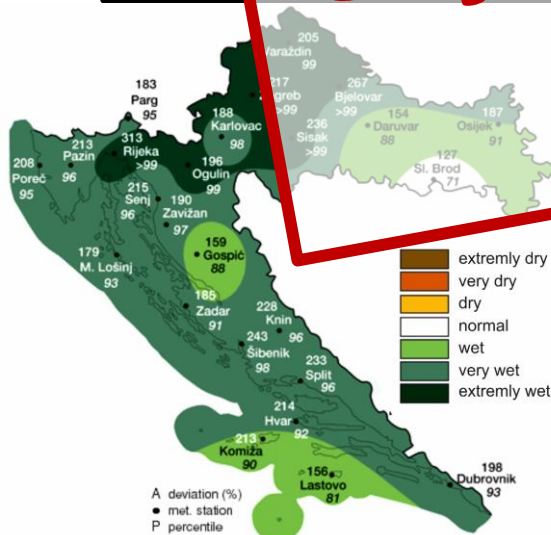 205
Varaždin
99
183
Parg
95
217
Zagreb
>99
267
Bjelovar
>99
188
Karlovac
98
154
Daruvar
88
187
Osijek
91
213
Pazin
96
313
Rijeka
>99
236
Sisak
>99
208
Poreč
95
196
Ogulin
99
127
Sl. Brod
71
215
Senj
96
190
Zavižan
97
159
Gospić
88
179
M. Lošinj
93
185
Zadar
91
228
Knin
96
243
Šibenik
98
233
Split
96
214
Hvar
92
213
Komiža
90
156
Lastovo
81
198
Dubrovnik
93
extremly dry
very dry
dry
normal
wet
very wet
extremly wet
A deviation (%)
met. station
P percentile